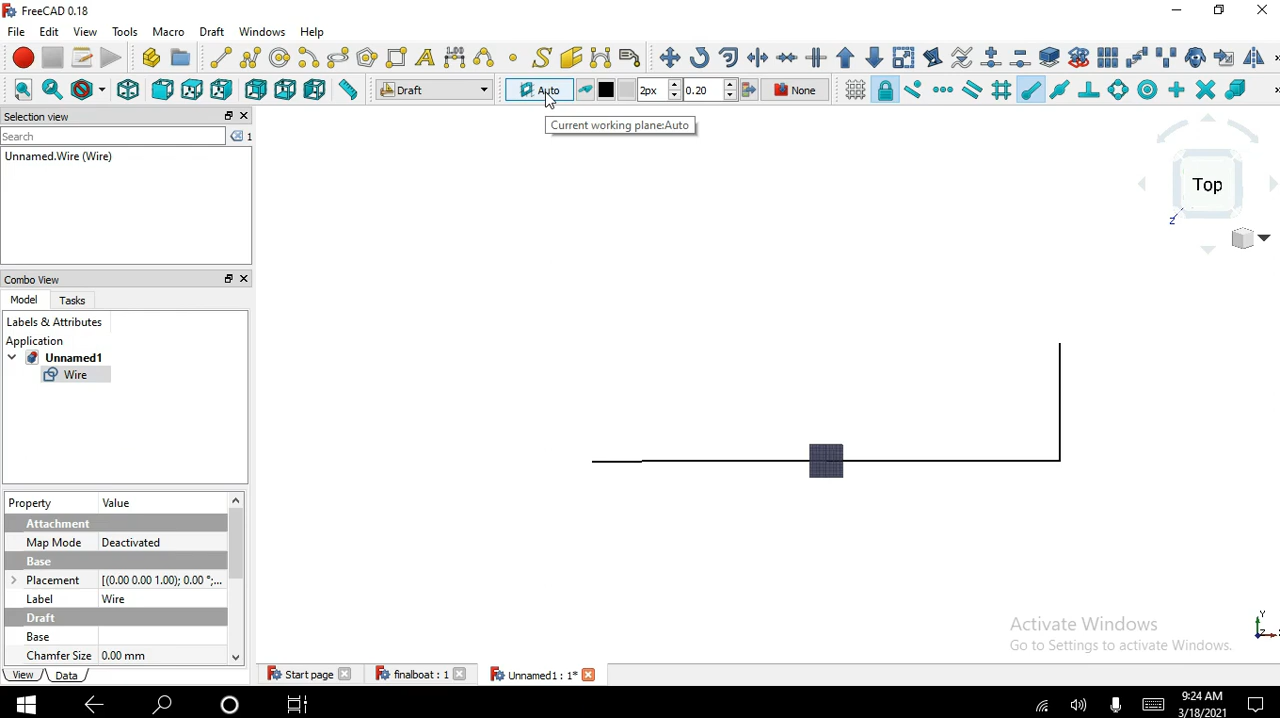 FreeCAD 0.18
File Edit View Tools Macro Draft Windows Help
Draft Auto 2px 0.20 None
Selection view
Current working plane:Auto
Search 1
Unnamed.Wire (Wire)
Top
Z
Combo View
Model Tasks
Labels & Attributes
Application
Unnamed1
Wire
Property Value
Attachment
Map Mode Deactivated
Base
Placement [(0.00 0.00 1.00); 0.00 °;...
Label Wire
Draft
Base
Chamfer Size 0.00 mm
View Data
Activate Windows
Go to Settings to activate Windows.
Y
Z
Start page finalboat : 1 Unnamed1 : 1*
9:24 AM
3/18/2021